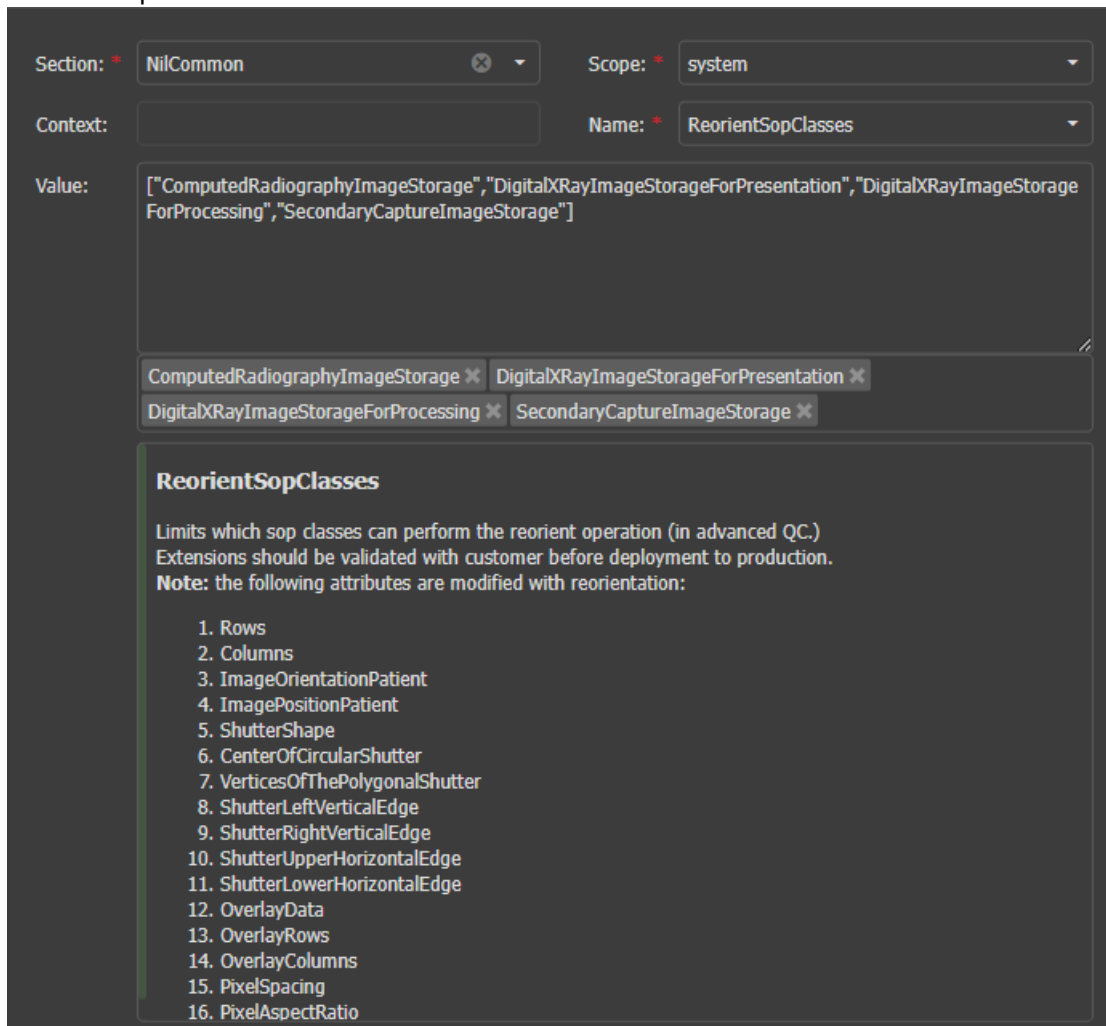 Section: * NilCommon Scope: * system
Context: Name: * ReorientSopClasses
Value: ["ComputedRadiographyImageStorage","DigitalXRayImageStorageForPresentation","DigitalXRayImageStorage
ForProcessing","SecondaryCaptureImageStorage"]
ComputedRadiographyImageStorage ✖ DigitalXRayImageStorageForPresentation ✖
DigitalXRayImageStorageForProcessing ✖ SecondaryCaptureImageStorage ✖
ReorientSopClasses
Limits which sop classes can perform the reorient operation (in advanced QC.)
Extensions should be validated with customer before deployment to production.
Note: the following attributes are modified with reorientation:
1. Rows
2. Columns
3. ImageOrientationPatient
4. ImagePositionPatient
5. ShutterShape
6. CenterOfCircularShutter
7. VerticesOfThePolygonalShutter
8. ShutterLeftVerticalEdge
9. ShutterRightVerticalEdge
10. ShutterUpperHorizontalEdge
11. ShutterLowerHorizontalEdge
12. OverlayData
13. OverlayRows
14. OverlayColumns
15. PixelSpacing
16. PixelAspectRatio